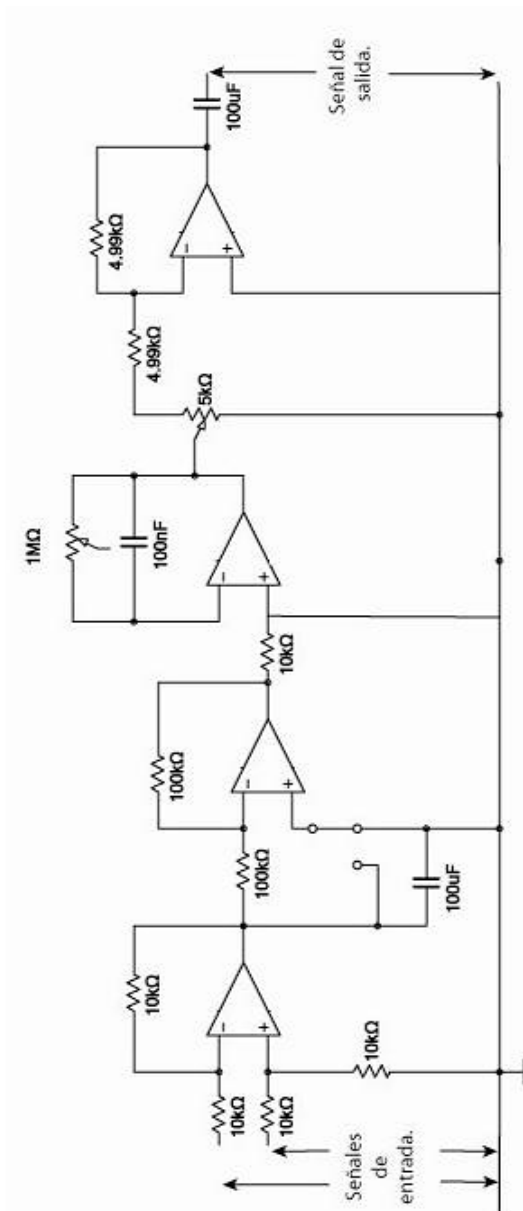 Señales
de
entrada.
10kΩ
10kΩ
10kΩ
10kΩ
−
+
100kΩ
100kΩ
100uF
−
+
10kΩ
1MΩ
100nF
−
+
5kΩ
4.99kΩ
4.99kΩ
−
+
100uF
Señal de
salida.